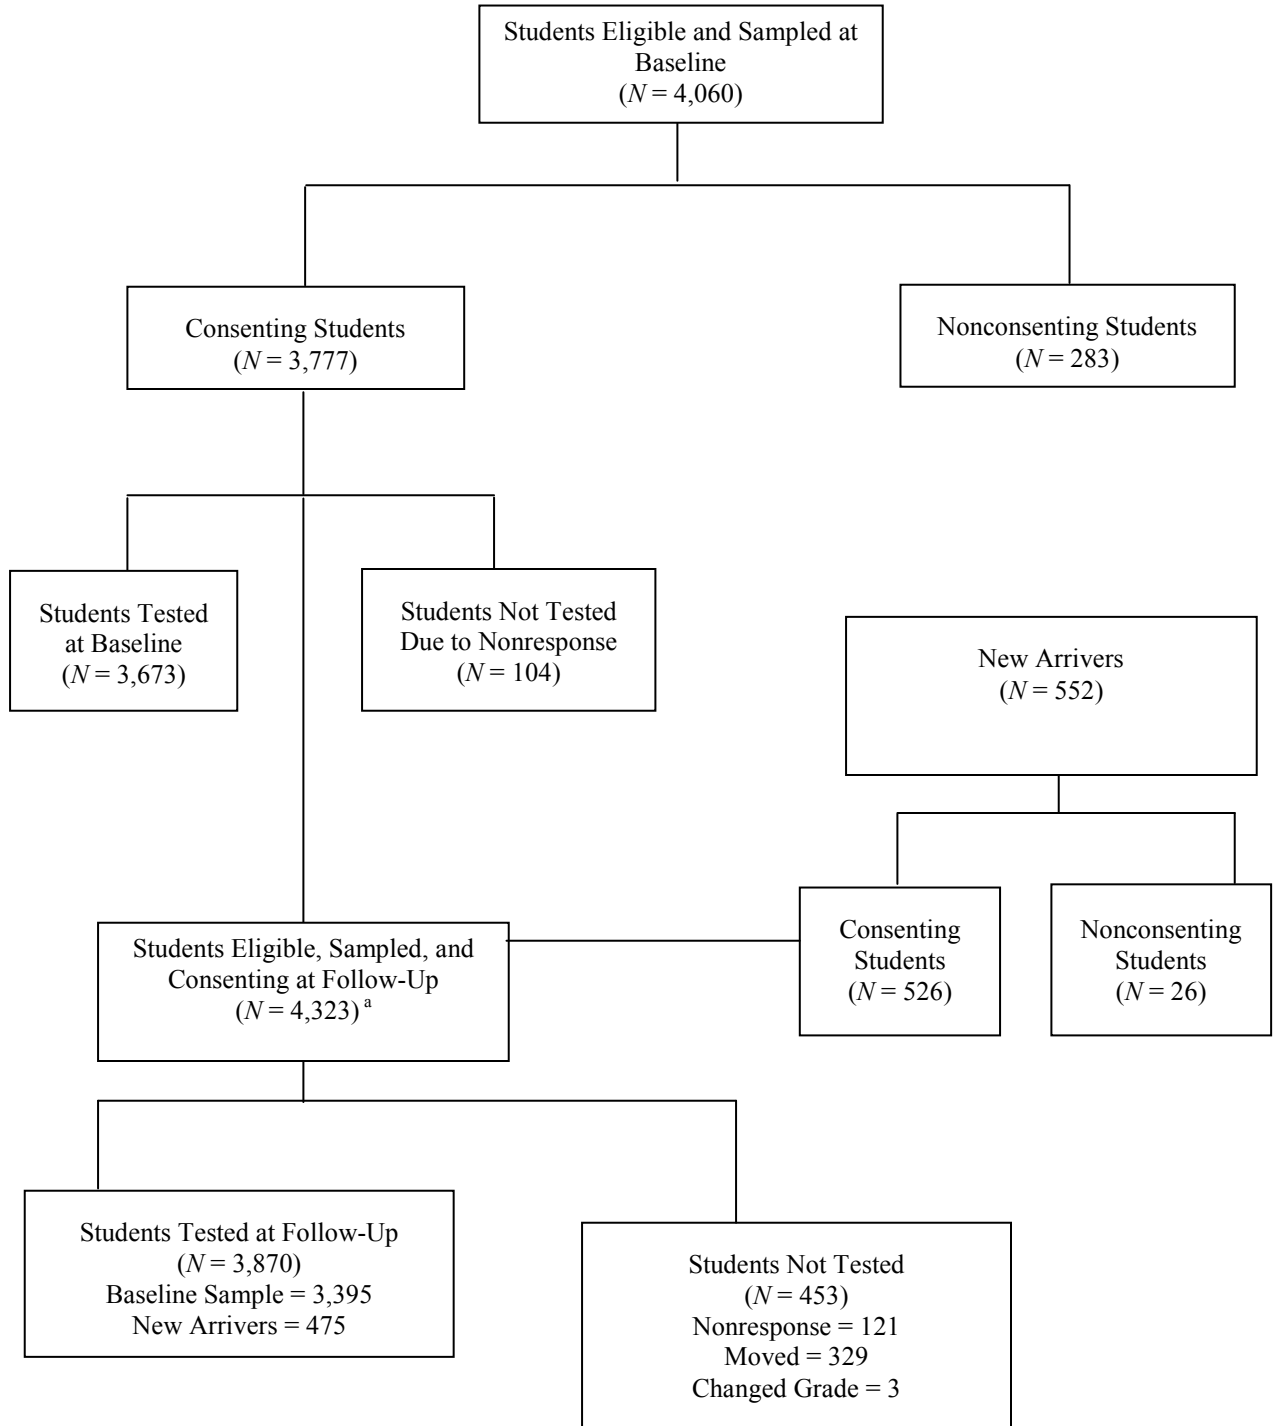 Students Eligible and Sampled at
Baseline
(N = 4,060)
Consenting Students
(N = 3,777)
Nonconsenting Students
(N = 283)
Students Tested
at Baseline
(N = 3,673)
Students Not Tested
Due to Nonresponse
(N = 104)
New Arrivers
(N = 552)
Consenting
Students
(N = 526)
Nonconsenting
Students
(N = 26)
Students Eligible, Sampled, and
Consenting at Follow-Up
(N = 4,323) a
Students Tested at Follow-Up
(N = 3,870)
Baseline Sample = 3,395
New Arrivers = 475
Students Not Tested
(N = 453)
Nonresponse = 121
Moved = 329
Changed Grade = 3